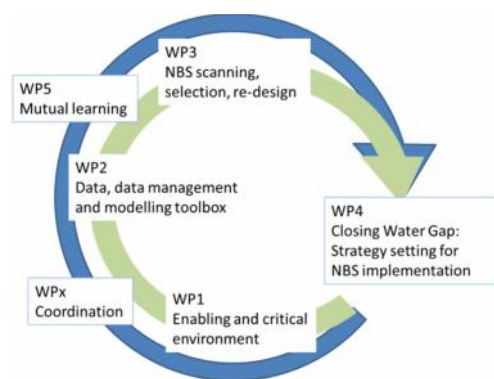 WP3
NBS scanning,
selection, re-design
WP5
Mutual learning
WP2
Data, data management
and modelling toolbox
WP4
Closing Water Gap:
Strategy setting for
NBS implementation
WPx
Coordination
WP1
Enabling and critical
environment